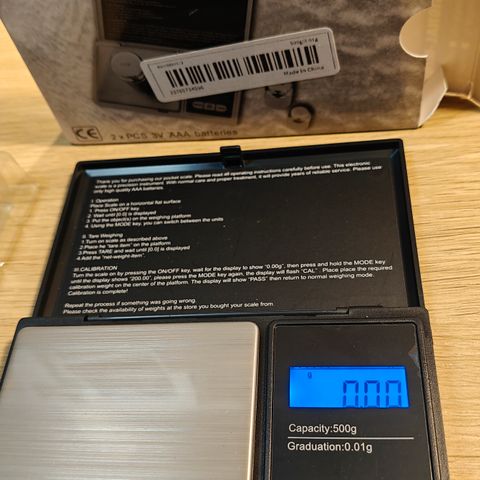 Made in China
2 x PCS 3V AAA batteries
Thank you for purchasing our pocket scale. Please read all operating instructions carefully before use. This electronic
scale is a precision instrument. With normal care and proper treatment, it will provide years of reliable service. Please use
only high quality AAA batteries.
I .Operation
Place Scale on a horizontal flat surface
1 . Press ON/OFF key
2 . Wait until [0.0] is displayed
3 . Put the object(s) on the weighing platform
4 . Using the MODE key, you can switch between the units
II. Tare Weighing
1.Turn on scale as described above
2.Place the "tare item" on the platform
3.Press TARE and wait until [0.0] is displayed
4.Add the "net-weight-item".
III.CALIBRATION
Turn the scale on by pressing the ON/OFF key, wait for the display to show "0.00g", then press and hold the MODE key
until the display shows "200.00", please press the MODE key again, the display will flash "CAL" . Place place the required
calibration weight on the center of the platform. The display will show "PASS" then return to normal weighing mode.
Calibration is complete!
Repeat the process if something was going wrong.
Please check the availability of weights at the store you bought your scale from.
g
0.00
Capacity:500g
Graduation:0.01g